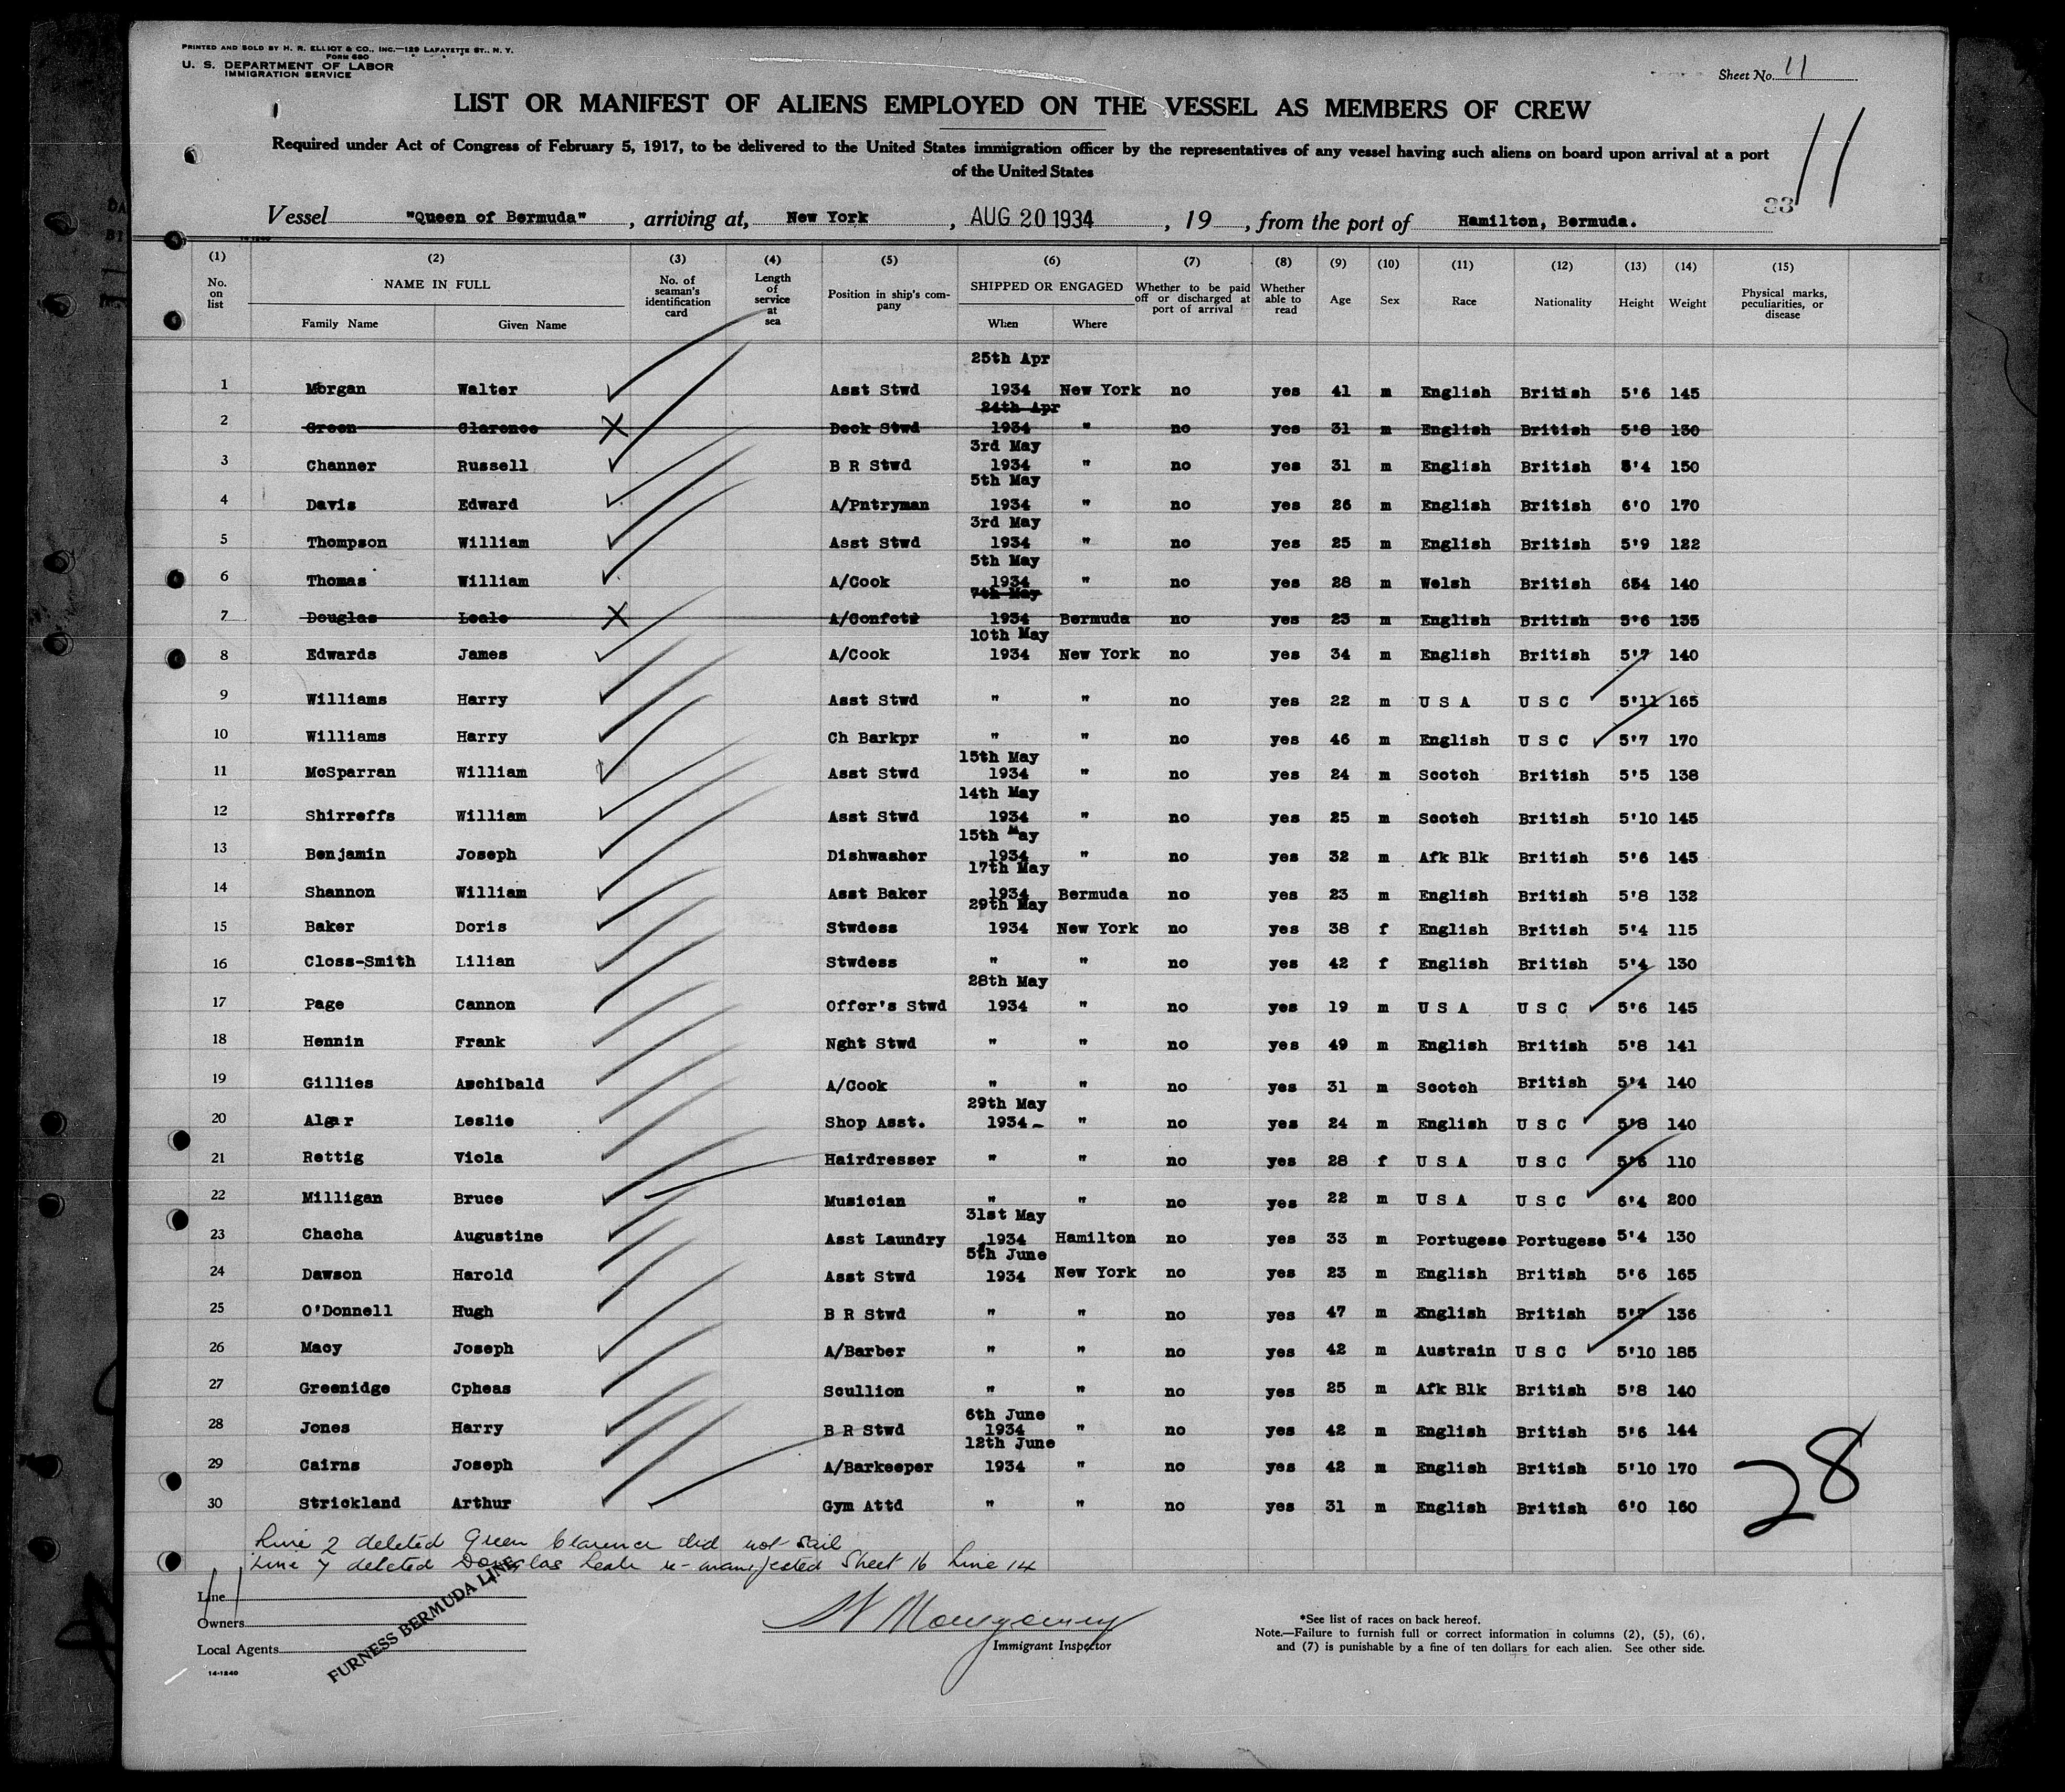 PRINTED AND SOLD BY H. R. ELLIOT & CO., INC.—129 LAFAYETTE ST., N. Y.
FORM 680
U. S. DEPARTMENT OF LABOR
IMMIGRATION SERVICE
Sheet No. 11
LIST OR MANIFEST OF ALIENS EMPLOYED ON THE VESSEL AS MEMBERS OF CREW
11
Required under Act of Congress of February 5, 1917, to be delivered to the United States immigration officer by the representatives of any vessel having such aliens on board upon arrival at a port
of the United States
33
Vessel "Queen of Bermuda", arriving at, New York, AUG 20 1934, 19, from the port of Hamilton, Bermuda.
(1) (2) (3) (4) (5) (6) (7) (8) (9) (10) (11) (12) (13) (14) (15)
No. on list NAME IN FULL Family Name Given Name No. of seaman's identification card Length of service at sea Position in ship's company SHIPPED OR ENGAGED When Where Whether to be paid off or discharged at port of arrival Whether able to read Age Sex Race Nationality Height Weight Physical marks, peculiarities, or disease
25th Apr
1 Morgan Walter Asst Stwd 1934 New York no yes 41 m English British 5'6 145
24th Apr
2 Green Clarence X Deck Stwd 1934 " no yes 31 m English British 5'8 130
3rd May
3 Channer Russell B R Stwd 1934 " no yes 31 m English British 5'4 150
5th May
4 Davis Edward A/Pntryman 1934 " no yes 26 m English British 6'0 170
3rd May
5 Thompson William Asst Stwd 1934 " no yes 25 m English British 5'9 122
5th May
6 Thomas William A/Cook 1934 " no yes 28 m Welsh British 654 140
7th May
7 Douglas Leale X A/Confct 1934 Bermuda no yes 23 m English British 5'6 135
10th May
8 Edwards James A/Cook 1934 New York no yes 34 m English British 5'7 140
9 Williams Harry Asst Stwd " " no yes 22 m U S A U S C 5'11 165
10 Williams Harry Ch Barkpr " " no yes 46 m English U S C 5'7 170
15th May
11 McSparran William Asst Stwd 1934 " no yes 24 m Scotch British 5'5 138
14th May
12 Shirreffs William Asst Stwd 1934 " no yes 25 m Scotch British 5'10 145
15th May
13 Benjamin Joseph Dishwasher 1934 " no yes 32 m Afk Blk British 5'6 145
17th May
14 Shannon William Asst Baker 1934 Bermuda no yes 23 m English British 5'8 132
29th May
15 Baker Doris Stwdess 1934 New York no yes 38 f English British 5'4 115
16 Closs-Smith Lilian Stwdess " " no yes 42 f English British 5'4 130
28th May
17 Page Cannon Offcr's Stwd 1934 " no yes 19 m U S A U S C 5'6 145
18 Hennin Frank Nght Stwd " " no yes 49 m English British 5'8 141
19 Gillies Archibald A/Cook " " no yes 31 m Scotch British 5'4 140
29th May
20 Algar Leslie Shop Asst. 1934 " no yes 24 m English U S C 5'8 140
21 Rettig Viola Hairdresser " " no yes 28 f U S A U S C 5'6 110
22 Milligan Bruce Musician " " no yes 22 m U S A U S C 6'4 200
31st May
23 Chacha Augustine Asst Laundry 1934 Hamilton no yes 33 m Portugese Portugese 5'4 130
5th June
24 Dawson Harold Asst Stwd 1934 New York no yes 23 m English British 5'6 165
25 O'Donnell Hugh B R Stwd " " no yes 47 m English British 5'7 136
26 Macy Joseph A/Barber " " no yes 42 m Austrain U S C 5'10 185
27 Greenidge Cpheas Scullion " " no yes 25 m Afk Blk British 5'8 140
6th June
28 Jones Harry B R Stwd 1934 " no yes 42 m English British 5'6 144
12th June
29 Cairns Joseph A/Barkeeper 1934 " no yes 42 m English British 5'10 170
30 Strickland Arthur Gym Attd " " no yes 31 m English British 6'0 160
28
Line 2 deleted Green Clarence did not sail
Line 7 deleted Douglas Leale re-manifested Sheet 16 Line 14
Line
Owners
Local Agents
FURNESS BERMUDA LINE
Montgomery
Immigrant Inspector
*See list of races on back hereof.
Note.—Failure to furnish full or correct information in columns (2), (5), (6),
and (7) is punishable by a fine of ten dollars for each alien. See other side.
14-1240